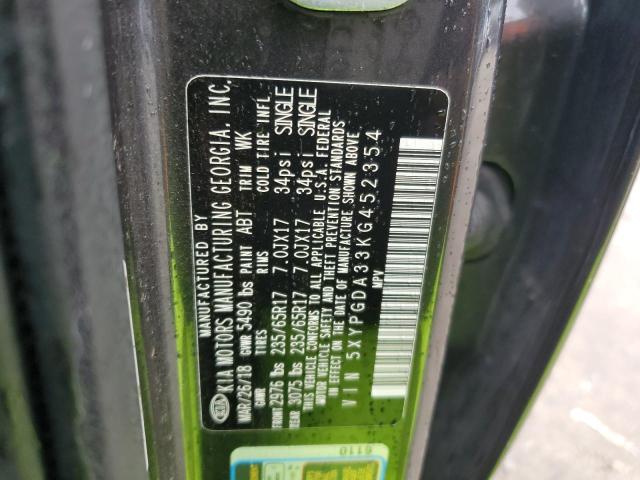 MANUFACTURED BY
KIA KIA MOTORS MANUFACTURING GEORGIA. INC.
MAR/26/18 GVWR 5490 lbs PAINT ABT TRIM WK
GAWR TIRES RIMS COLD TIRE INFL.
FRONT 2976 lbs 235/65R17 7.0JX17 34psi SINGLE
REAR 3075 lbs 235/65R17 7.0JX17 34psi SINGLE
THIS VEHICLE CONFORMS TO ALL APPLICABLE U.S.A. FEDERAL
MOTOR VEHICLE SAFETY AND THEFT PREVENTION STANDARDS
IN EFFECT ON THE DATE OF MANUFACTURE SHOWN ABOVE
VIN 5XYPGDA33KG452354
MPV
6110